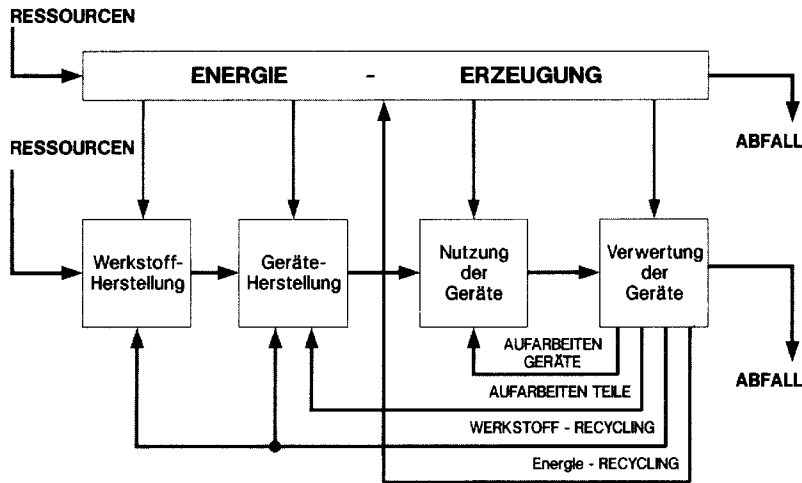 RESSOURCEN
ENERGIE - ERZEUGUNG
ABFALL
RESSOURCEN
Werkstoff-
Herstellung
Geräte-
Herstellung
Nutzung
der
Geräte
Verwertung
der
Geräte
ABFALL
AUFARBEITEN
GERÄTE
AUFARBEITEN TEILE
WERKSTOFF - RECYCLING
Energie - RECYCLING